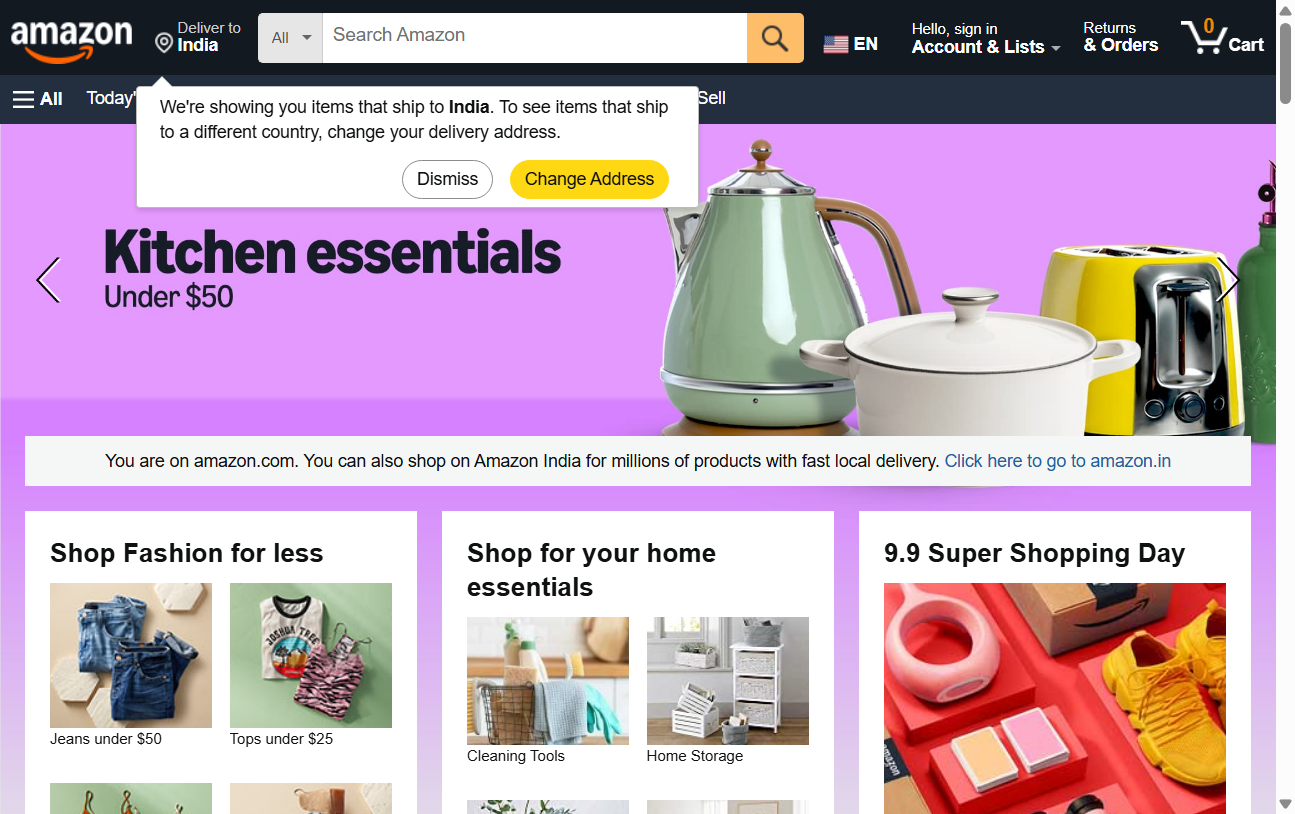 amazon
Deliver to
India
All
Search Amazon
EN
Hello, sign in
Account & Lists
Returns
& Orders
0
Cart
All
Today'
Sell
We're showing you items that ship to India. To see items that ship
to a different country, change your delivery address.
Dismiss
Change Address
Kitchen essentials
Under $50
You are on amazon.com. You can also shop on Amazon India for millions of products with fast local delivery. Click here to go to amazon.in
Shop Fashion for less
JOSHUA TREE
Jeans under $50
Tops under $25
Shop for your home
essentials
Cleaning Tools
Home Storage
9.9 Super Shopping Day
amazon